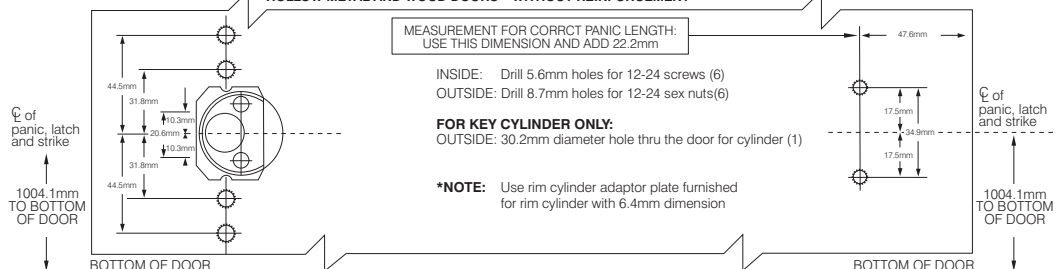 HOLLOW METAL AND WOOD DOORS - WITHOUT REINFORCEMENT
MEASUREMENT FOR CORRCT PANIC LENGTH:
USE THIS DIMENSION AND ADD 22.2mm
47.6mm
INSIDE: Drill 5.6mm holes for 12-24 screws (6)
OUTSIDE: Drill 8.7mm holes for 12-24 sex nuts(6)
FOR KEY CYLINDER ONLY:
OUTSIDE: 30.2mm diameter hole thru the door for cylinder (1)
*NOTE: Use rim cylinder adaptor plate furnished
for rim cylinder with 6.4mm dimension
44.5mm
31.8mm
10.3mm
20.6mm
10.3mm
31.8mm
44.5mm
℄ of
panic, latch
and strike
1004.1mm
TO BOTTOM
OF DOOR
BOTTOM OF DOOR
17.5mm
34.9mm
17.5mm
℄ of
panic, latch
and strike
1004.1mm
TO BOTTOM
OF DOOR
BOTTOM OF DOOR